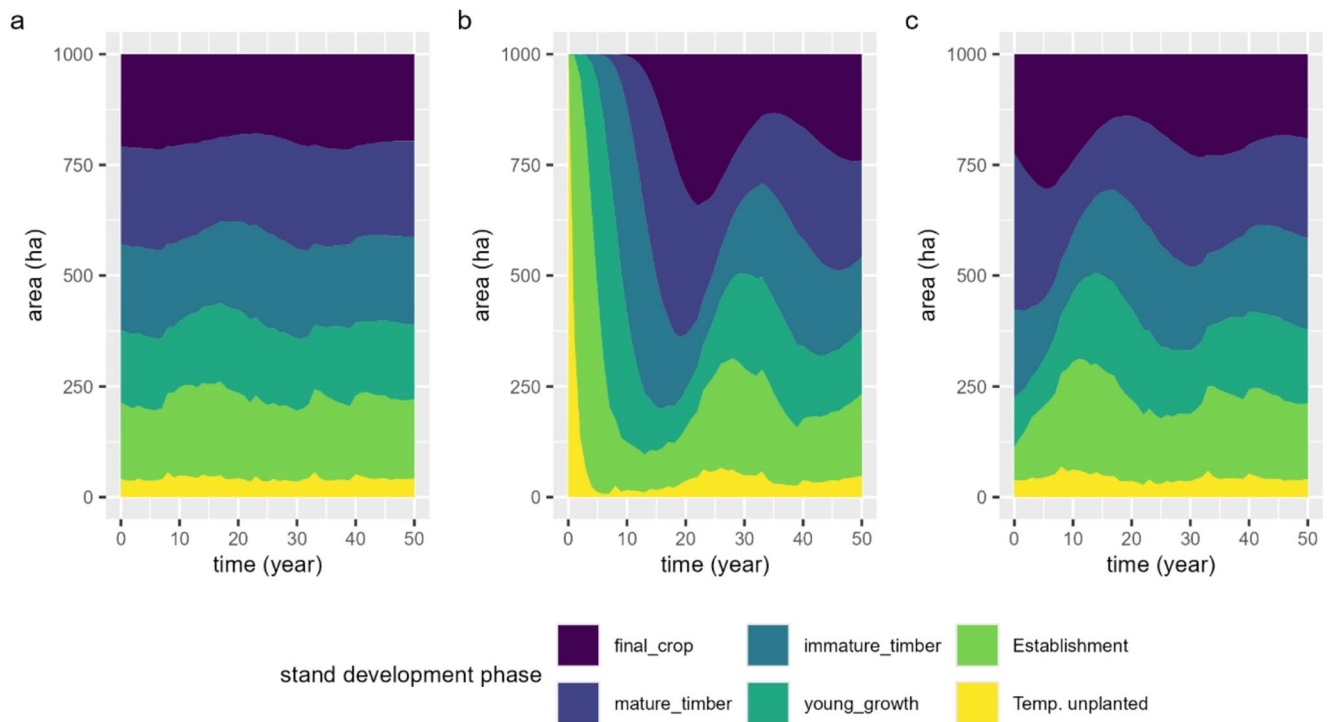 a
b
c
area (ha)
1000
750
500
250
0
0 10 20 30 40 50
time (year)
area (ha)
1000
750
500
250
0
0 10 20 30 40 50
time (year)
area (ha)
1000
750
500
250
0
0 10 20 30 40 50
time (year)
stand development phase
final_crop
mature_timber
immature_timber
young_growth
Establishment
Temp. unplanted